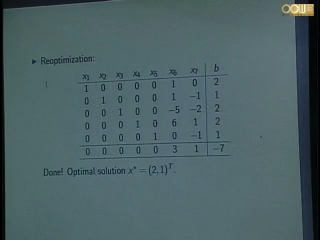 OCW
▶ Reoptimization:
x₁ x₂ x₃ x₄ x₅ x₆ x₇ b
1 0 0 0 0 1 0 2
0 1 0 0 0 1 −1 1
0 0 1 0 0 −5 −2 2
0 0 0 1 0 6 1 2
0 0 0 0 1 0 −1 1
0 0 0 0 0 3 1 −7
Done! Optimal solution x* = (2, 1)ᵀ.